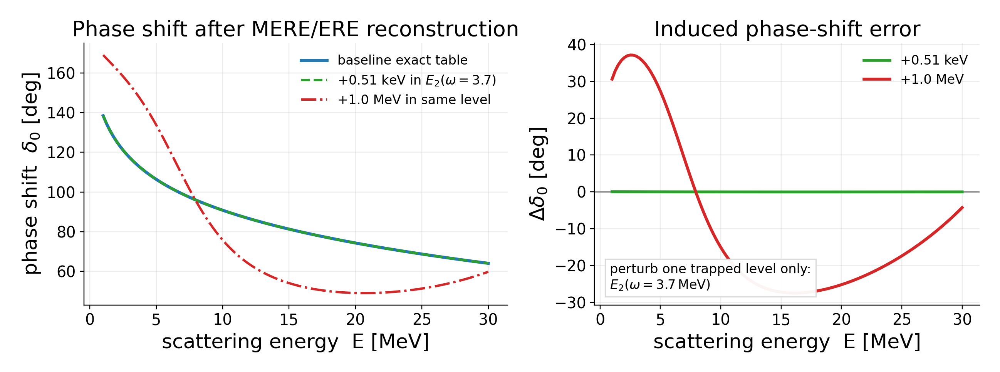 Phase shift after MERE/ERE reconstruction
phase shift δ₀ [deg]
160
140
120
100
80
60
baseline exact table
+0.51 keV in E₂(ω = 3.7)
+1.0 MeV in same level
0 5 10 15 20 25 30
scattering energy E [MeV]
Induced phase-shift error
Δδ₀ [deg]
40
30
20
10
0
−10
−20
−30
+0.51 keV
+1.0 MeV
perturb one trapped level only:
E₂(ω = 3.7 MeV)
0 5 10 15 20 25 30
scattering energy E [MeV]